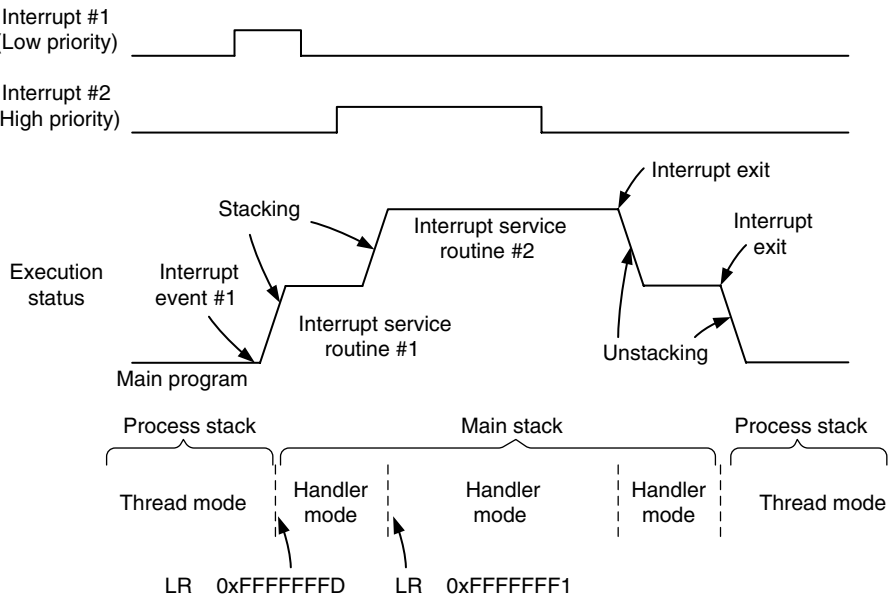 Interrupt #1
(Low priority)
Interrupt #2
(High priority)
Interrupt exit
Stacking
Interrupt service
routine #2
Interrupt
exit
Execution
status
Interrupt
event #1
Interrupt service
routine #1
Unstacking
Main program
Process stack
Main stack
Process stack
Thread mode
Handler
mode
Handler
mode
Handler
mode
Thread mode
LR 0xFFFFFFFD
LR 0xFFFFFFF1